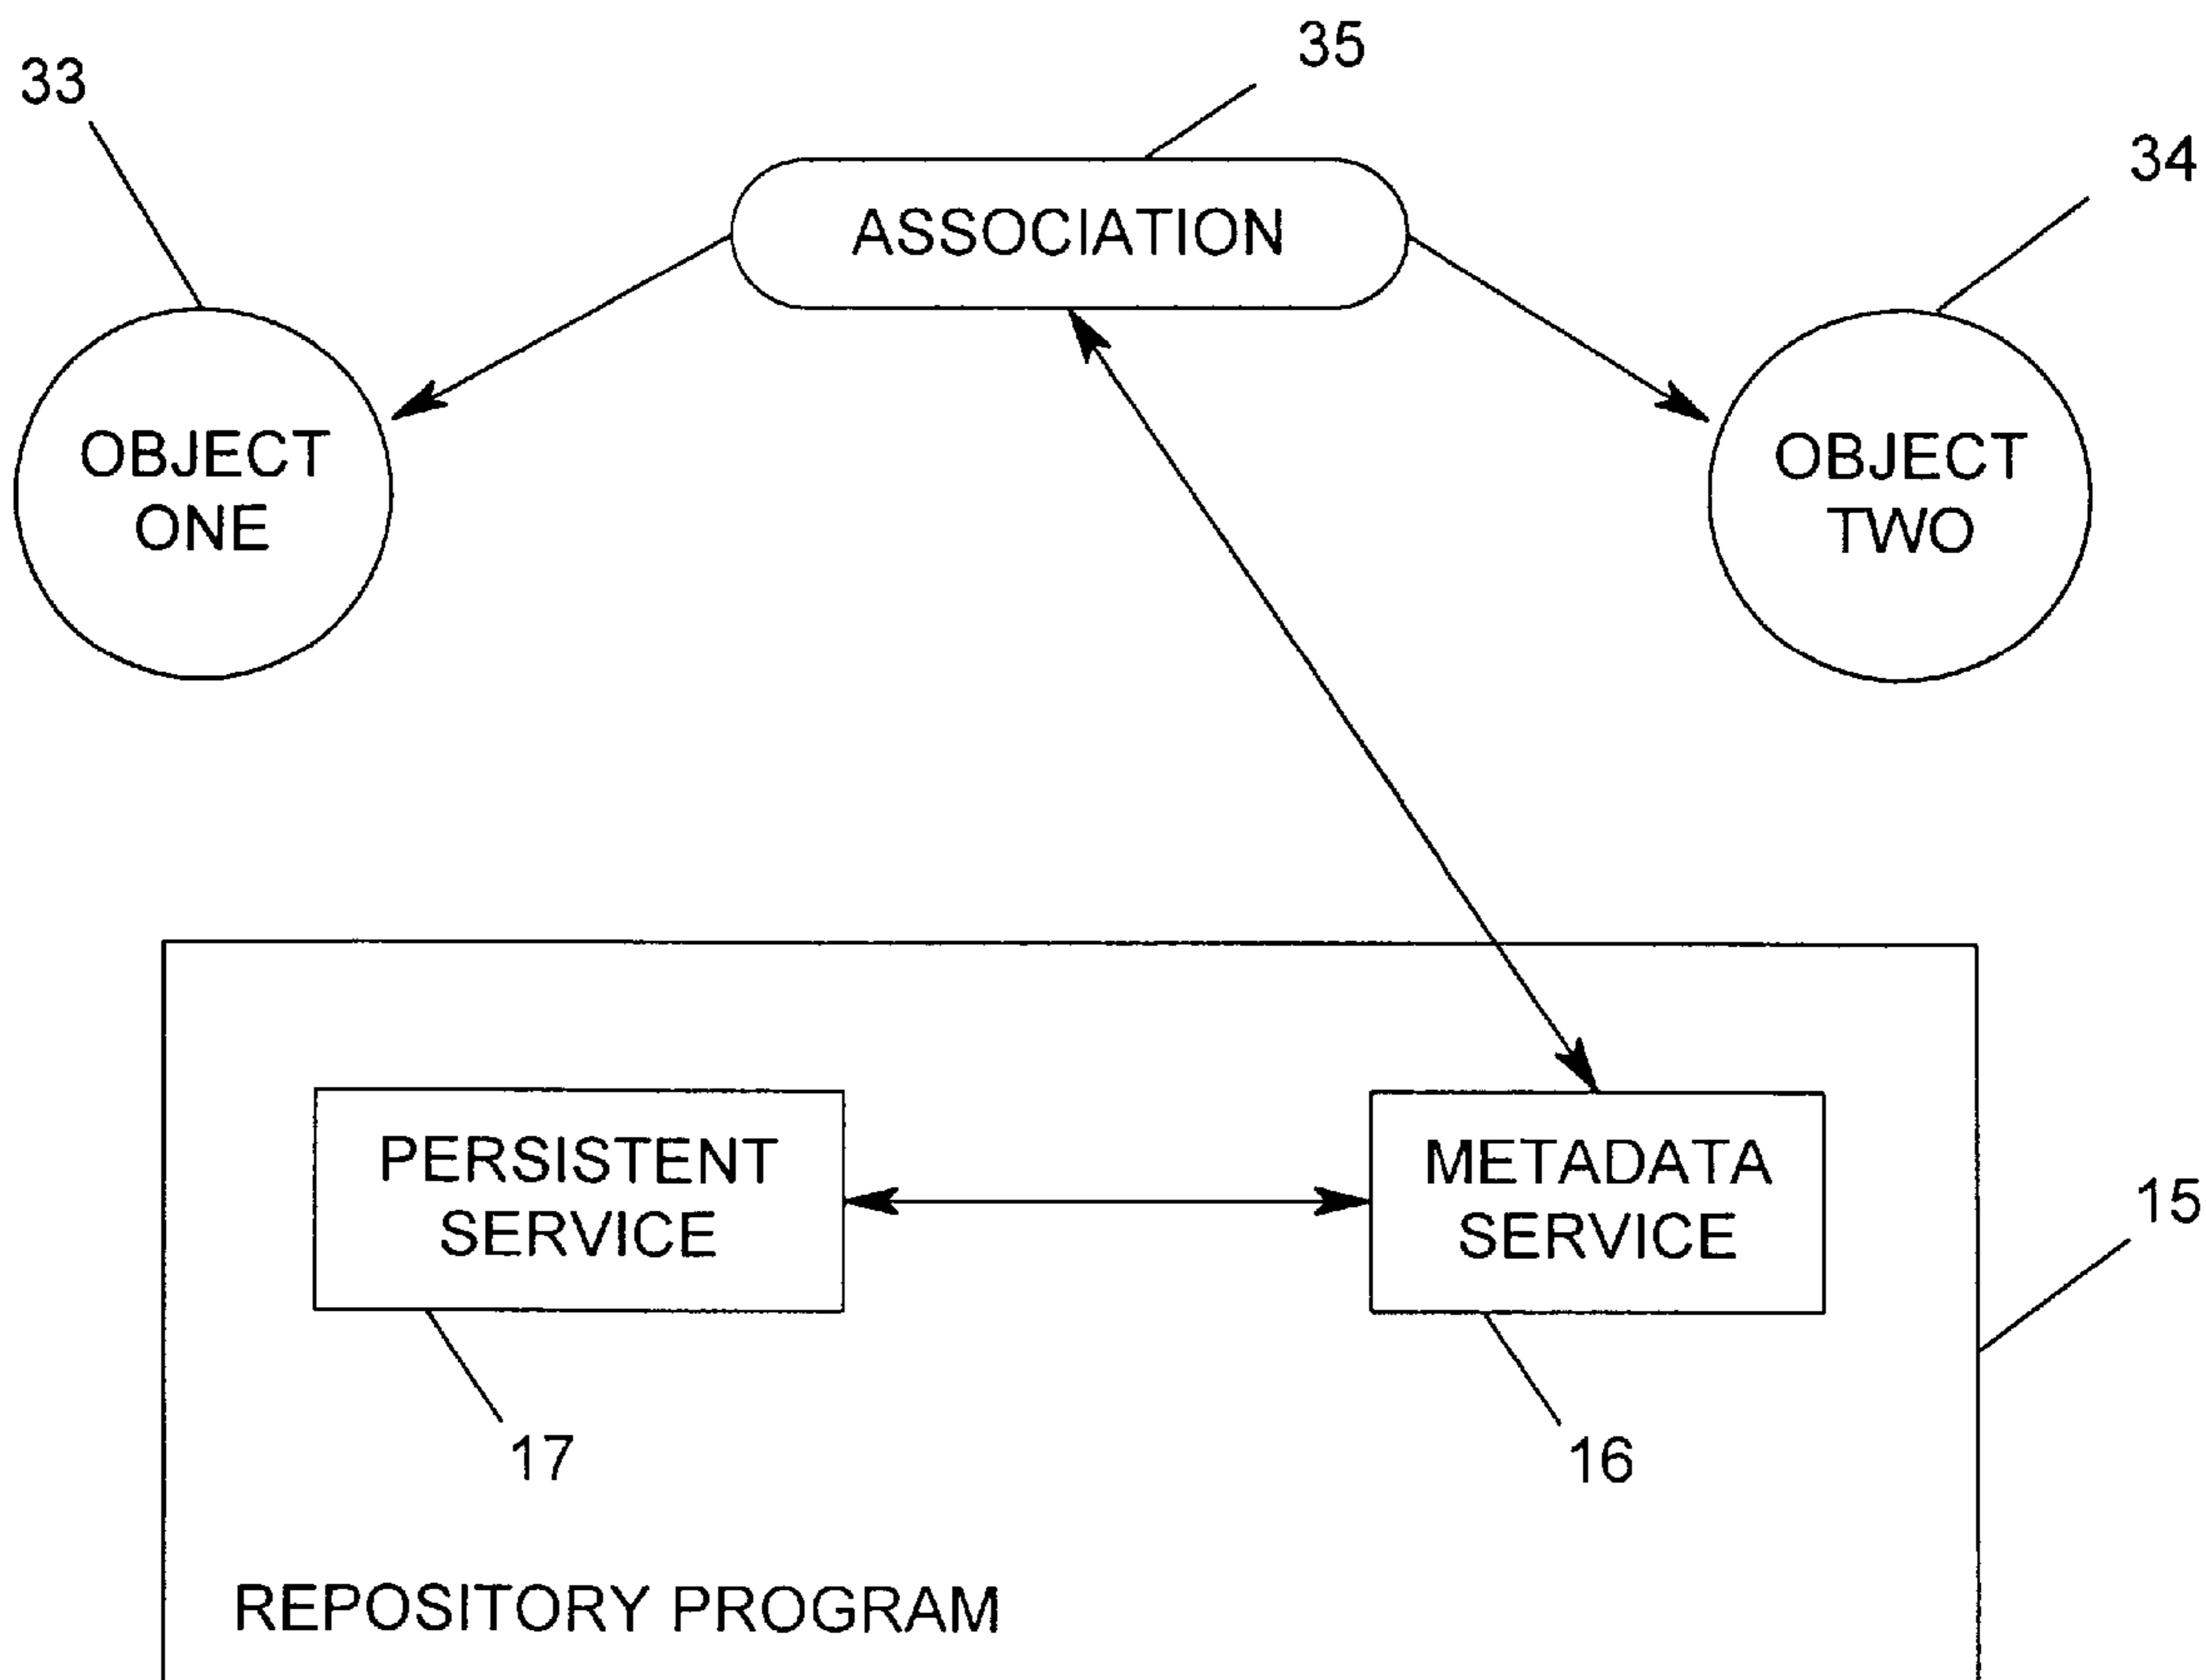 35
33
34
ASSOCIATION
OBJECT
ONE
OBJECT
TWO
PERSISTENT
SERVICE
METADATA
SERVICE
15
17
16
REPOSITORY PROGRAM